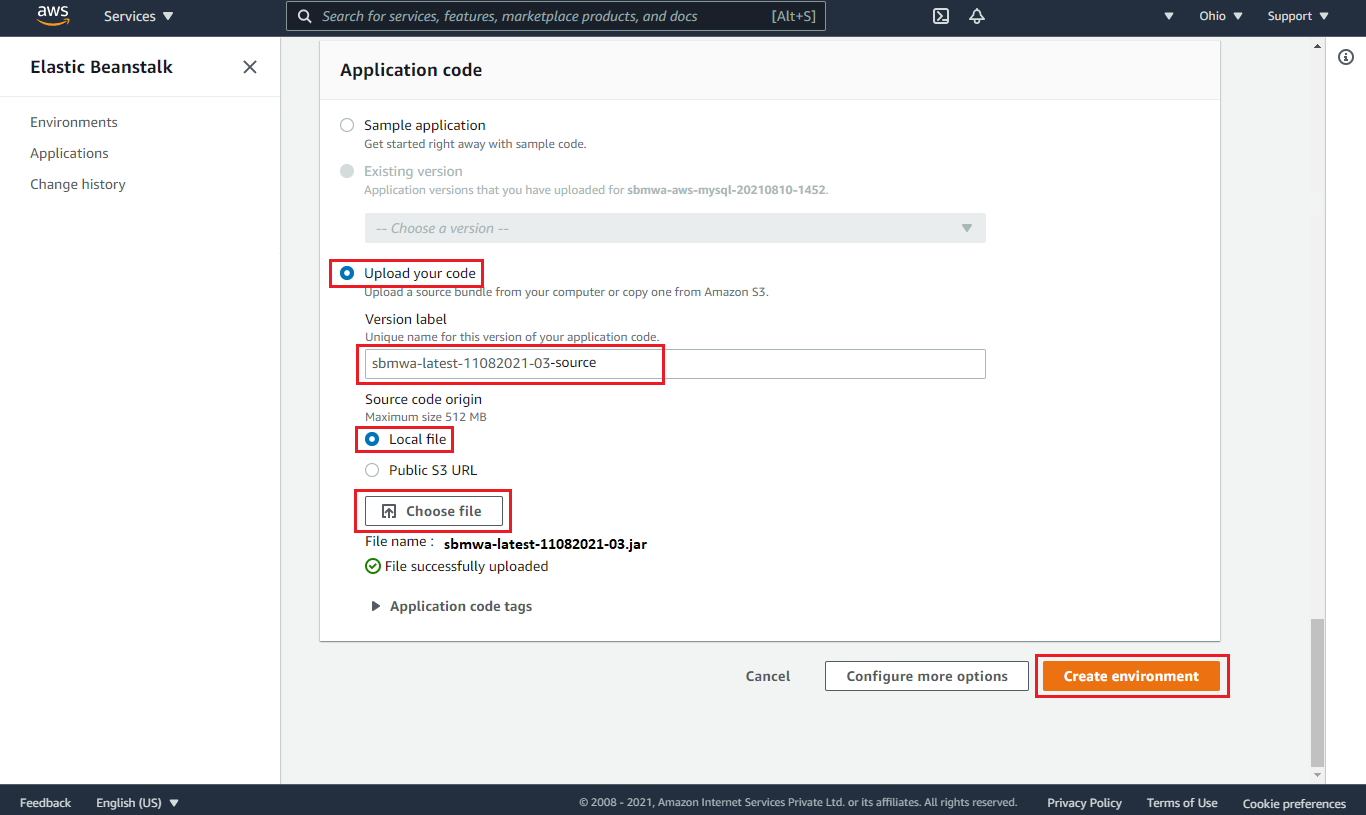 aws
Services ▼
Search for services, features, marketplace products, and docs [Alt+S]
▼ Ohio ▼ Support ▼
Elastic Beanstalk
Environments
Applications
Change history
Application code
Sample application
Get started right away with sample code.
Existing version
Application versions that you have uploaded for sbmwa-aws-mysql-20210810-1452.
-- Choose a version --
Upload your code
Upload a source bundle from your computer or copy one from Amazon S3.
Version label
Unique name for this version of your application code.
sbmwa-latest-11082021-03-source
Source code origin
Maximum size 512 MB
Local file
Public S3 URL
Choose file
File name : sbmwa-latest-11082021-03.jar
File successfully uploaded
Application code tags
Cancel
Configure more options
Create environment
Feedback
English (US) ▼
© 2008 - 2021, Amazon Internet Services Private Ltd. or its affiliates. All rights reserved.
Privacy Policy
Terms of Use
Cookie preferences